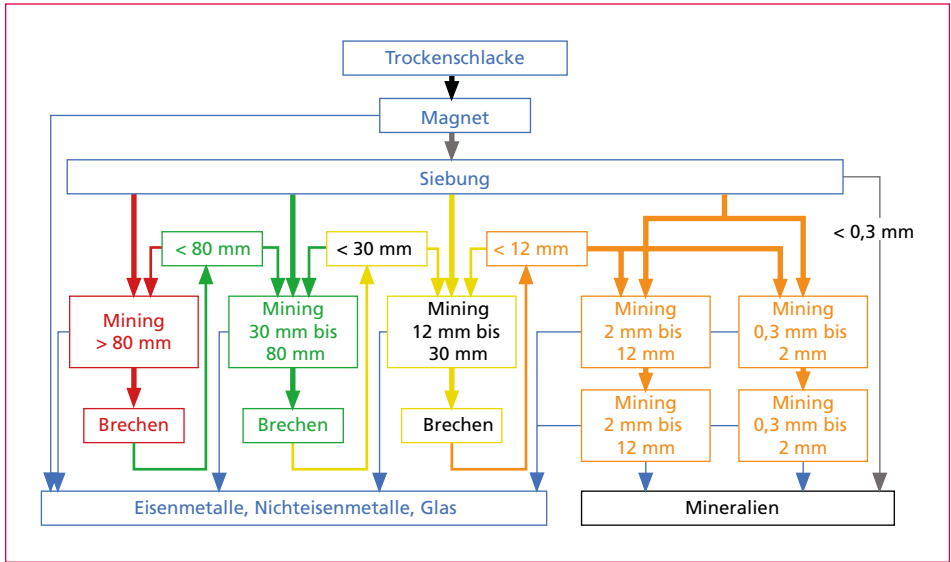 Trockenschlacke
Magnet
Siebung
< 0,3 mm
< 80 mm
< 30 mm
< 12 mm
Mining
> 80 mm
Mining
30 mm bis
80 mm
Mining
12 mm bis
30 mm
Mining
2 mm bis
12 mm
Mining
0,3 mm bis
2 mm
Brechen
Brechen
Brechen
Mining
2 mm bis
12 mm
Mining
0,3 mm bis
2 mm
Eisenmetalle, Nichteisenmetalle, Glas
Mineralien